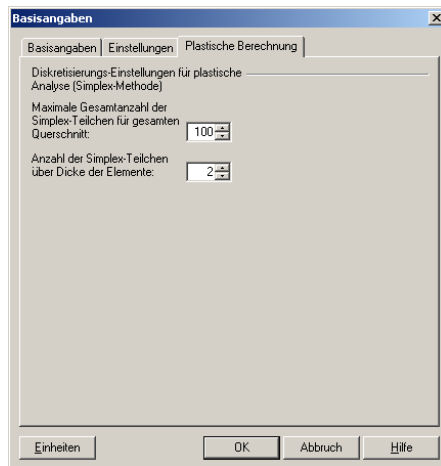 Basisangaben
Basisangaben Einstellungen Plastische Berechnung
Diskretisierungs-Einstellungen für plastische
Analyse (Simplex-Methode)
Maximale Gesamtanzahl der
Simplex-Teilchen für gesamten
Querschnitt: 100
Anzahl der Simplex-Teilchen
über Dicke der Elemente: 2
Einheiten OK Abbruch Hilfe